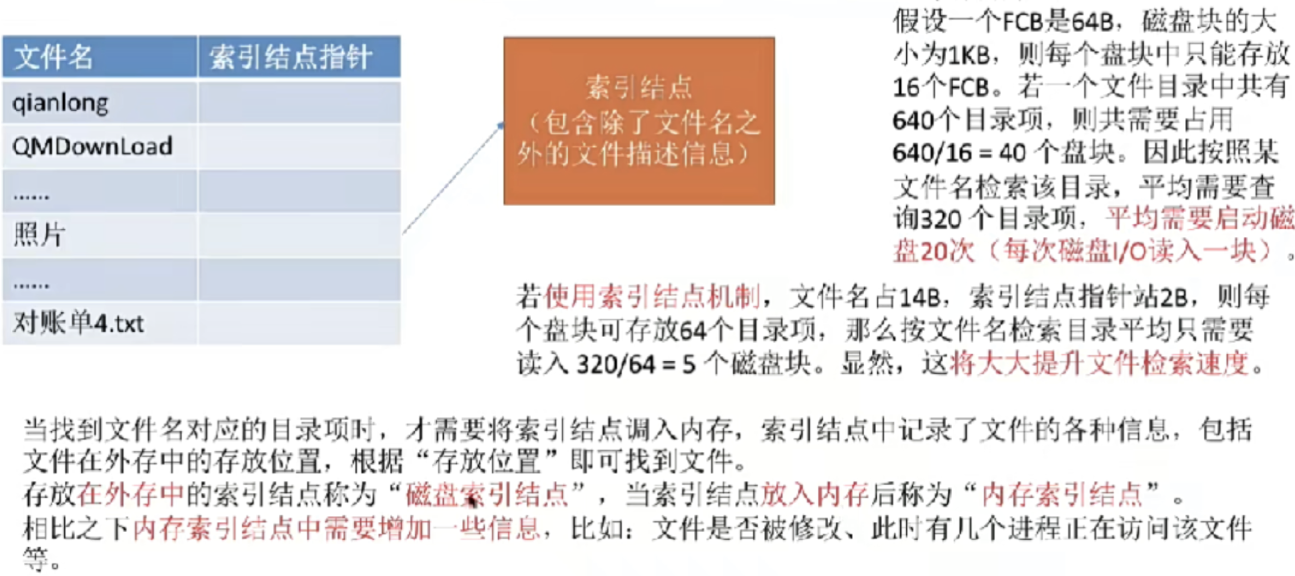 假设一个FCB是64B，磁盘块的大
小为1KB，则每个盘块中只能存放
16个FCB。若一个文件目录中共有
640个目录项，则共需要占用
640/16 = 40 个盘块。因此按照某
文件名检索该目录，平均需要查
询320 个目录项，平均需要启动磁
盘20次（每次磁盘I/O读入一块）。
文件名 索引结点指针
qianlong
QMDownLoad
......
照片
......
对账单4.txt
索引结点
（包含除了文件名之
外的文件描述信息）
若使用索引结点机制，文件名占14B，索引结点指针站2B，则每
个盘块可存放64个目录项，那么按文件名检索目录平均只需要
读入 320/64 = 5 个磁盘块。显然，这将大大提升文件检索速度。
当找到文件名对应的目录项时，才需要将索引结点调入内存，索引结点中记录了文件的各种信息，包括
文件在外存中的存放位置，根据“存放位置”即可找到文件。
存放在外存中的索引结点称为“磁盘索引结点”，当索引结点放入内存后称为“内存索引结点”。
相比之下内存索引结点中需要增加一些信息，比如：文件是否被修改、此时有几个进程正在访问该文件
等。